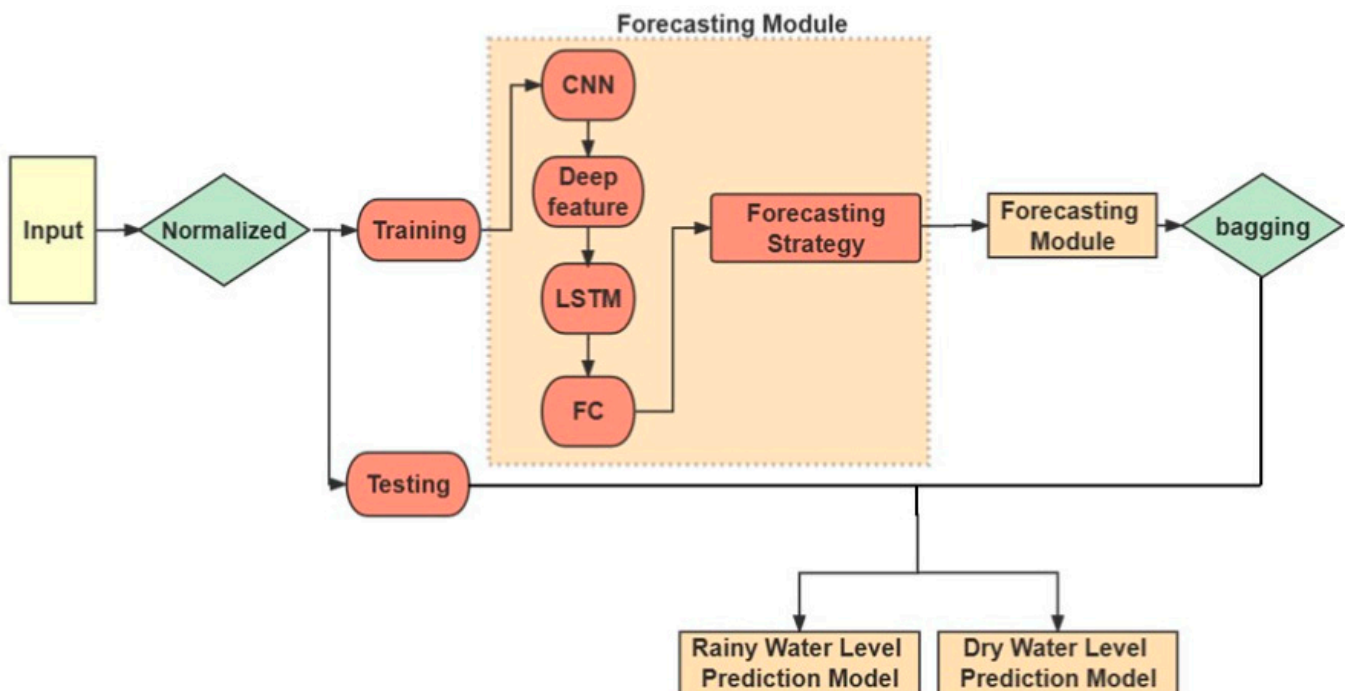 Forecasting Module
CNN
Deep
feature
LSTM
FC
Input
Normalized
Training
Testing
Forecasting
Strategy
Forecasting
Module
bagging
Rainy Water Level
Prediction Model
Dry Water Level
Prediction Model